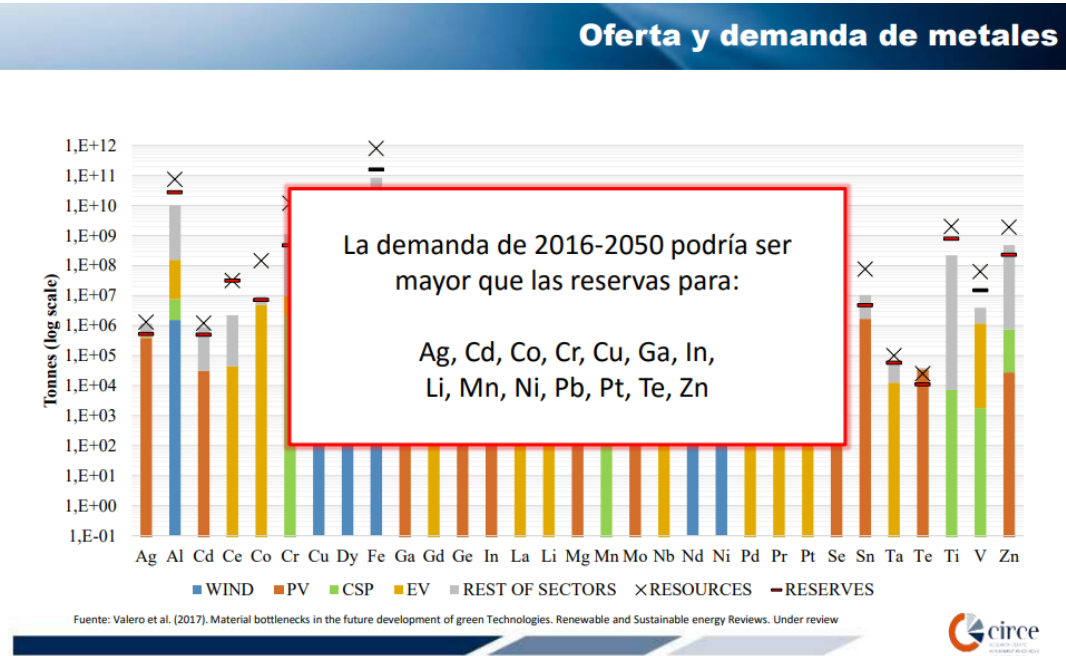 Oferta y demanda de metales
1,E+12
1,E+11
1,E+10
1,E+09
1,E+08
1,E+07
1,E+06
1,E+05
1,E+04
1,E+03
1,E+02
1,E+01
1,E+00
1,E-01
Tonnes (log scale)
La demanda de 2016-2050 podría ser
mayor que las reservas para:
Ag, Cd, Co, Cr, Cu, Ga, In,
Li, Mn, Ni, Pb, Pt, Te, Zn
Ag Al Cd Ce Co Cr Cu Dy Fe Ga Gd Ge In La Li Mg Mn Mo Nb Nd Ni Pd Pr Pt Se Sn Ta Te Ti V Zn
WIND PV CSP EV REST OF SECTORS RESOURCES RESERVES
Fuente: Valero et al. (2017). Material bottlenecks in the future development of green Technologies. Renewable and Sustainable energy Reviews. Under review
circe